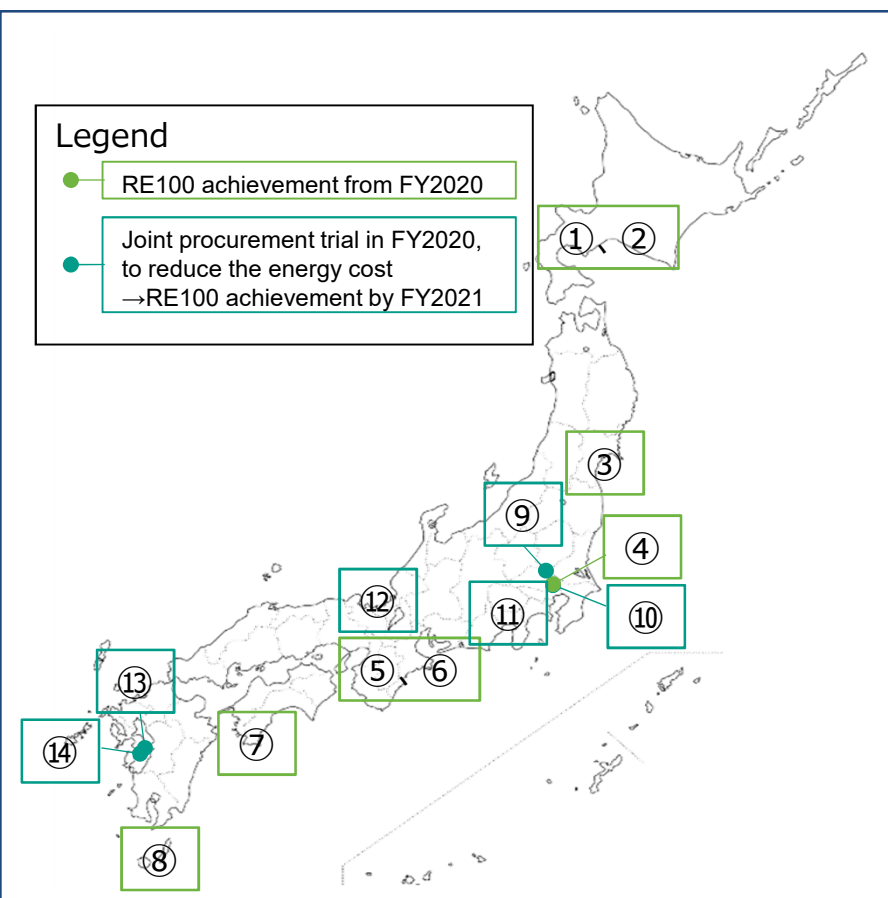 Legend
RE100 achievement from FY2020
Joint procurement trial in FY2020,
to reduce the energy cost
→RE100 achievement by FY2021
① ②
③
⑨
④
⑫
⑪
⑩
⑤ ⑥
⑬
⑦
⑭
⑧